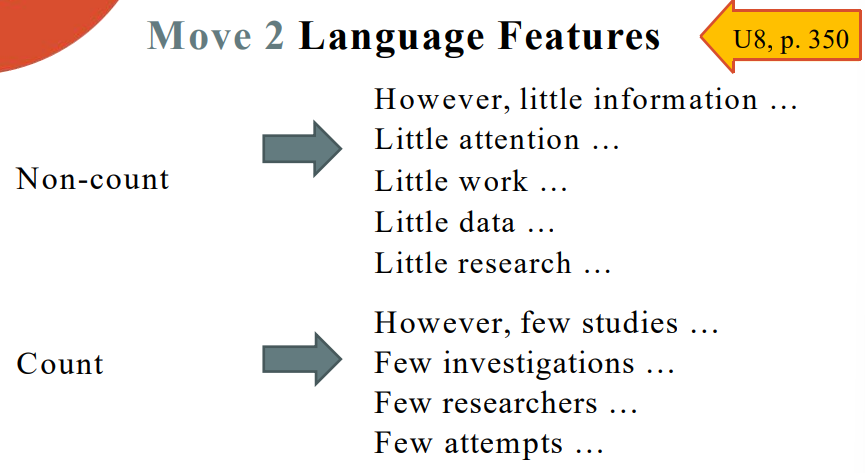 Move 2 Language Features
U8, p. 350
Non-count
However, little information …
Little attention …
Little work …
Little data …
Little research …
Count
However, few studies …
Few investigations …
Few researchers …
Few attempts …